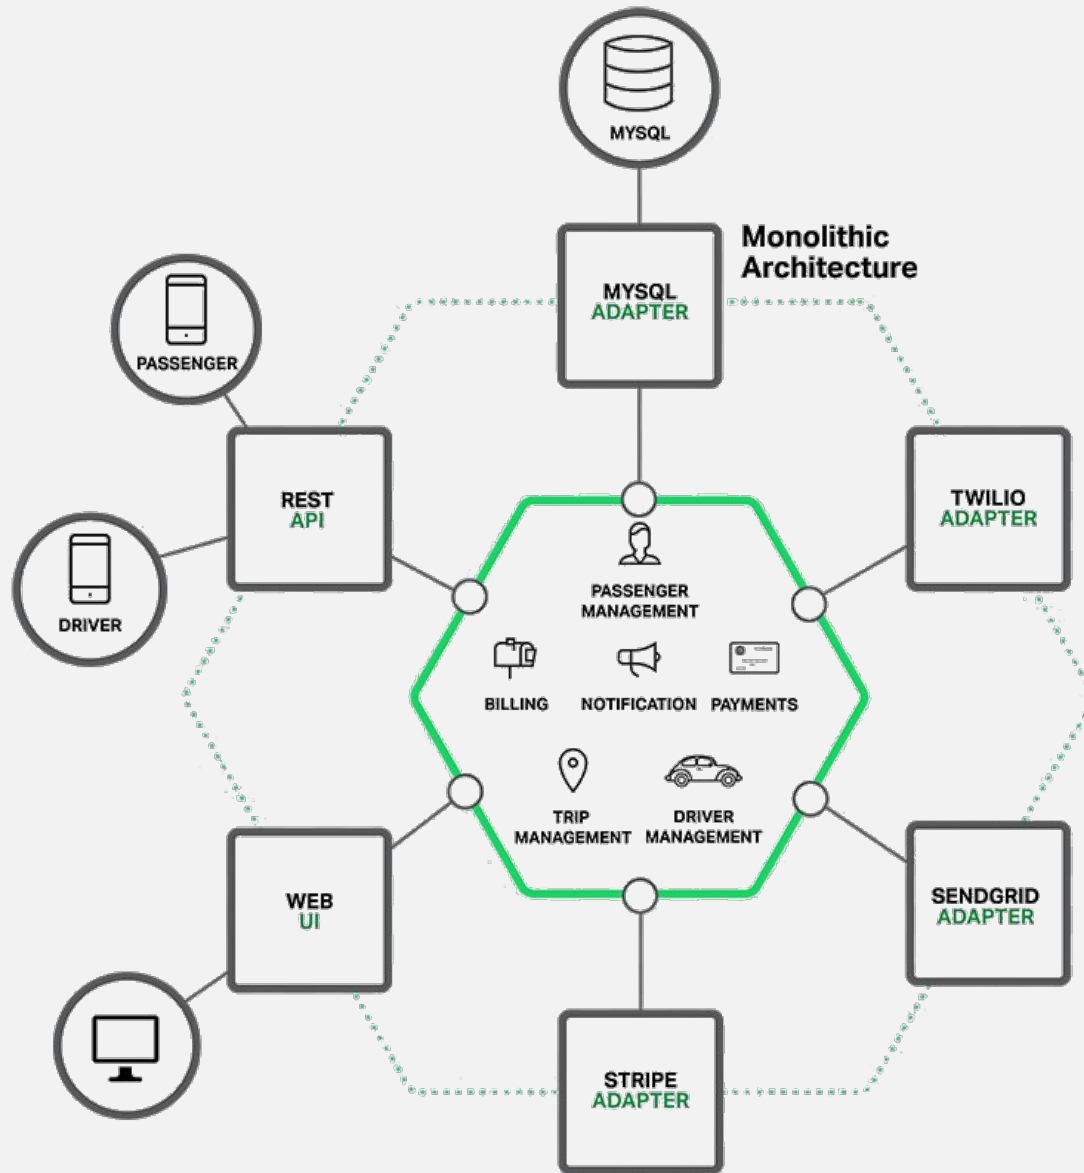 MYSQL
Monolithic
Architecture
MYSQL
ADAPTER
PASSENGER
REST
API
TWILIO
ADAPTER
DRIVER
PASSENGER
MANAGEMENT
BILLING
NOTIFICATION
PAYMENTS
TRIP
MANAGEMENT
DRIVER
MANAGEMENT
WEB
UI
SENDGRID
ADAPTER
STRIPE
ADAPTER